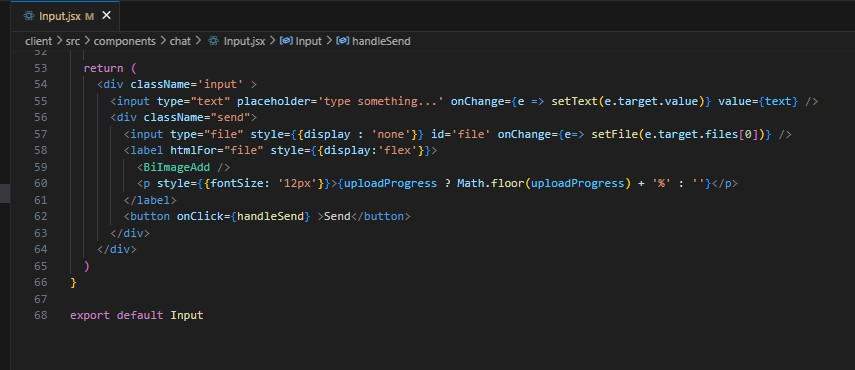 Input.jsx M ×
client > src > components > chat > Input.jsx > Input > handleSend
52
53 return (
54 <div className='input' >
55 <input type="text" placeholder='type something...' onChange={e => setText(e.target.value)} value={text} />
56 <div className="send">
57 <input type="file" style={{display : 'none'}} id='file' onChange={e=> setFile(e.target.files[0])} />
58 <label htmlFor="file" style={{display:'flex'}}>
59 <BiImageAdd />
60 <p style={{fontSize: '12px'}}>{uploadProgress ? Math.floor(uploadProgress) + '%' : ''}</p>
61 </label>
62 <button onClick={handleSend} >Send</button>
63 </div>
64 </div>
65 )
66 }
67
68 export default Input